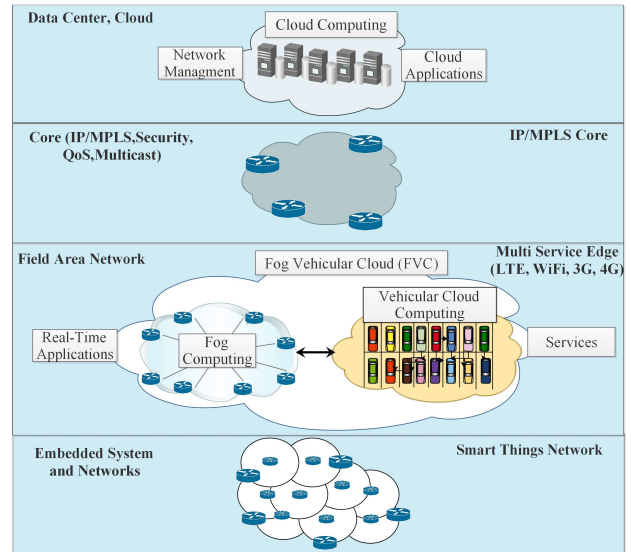 Data Center, Cloud
Cloud Computing
Network
Managment
Cloud
Applications
Core (IP/MPLS,Security,
QoS,Multicast)
IP/MPLS Core
Field Area Network
Fog Vehicular Cloud (FVC)
Multi Service Edge
(LTE, WiFi, 3G, 4G)
Vehicular Cloud
Computing
Real-Time
Applications
Fog
Computing
Services
Embedded System
and Networks
Smart Things Network